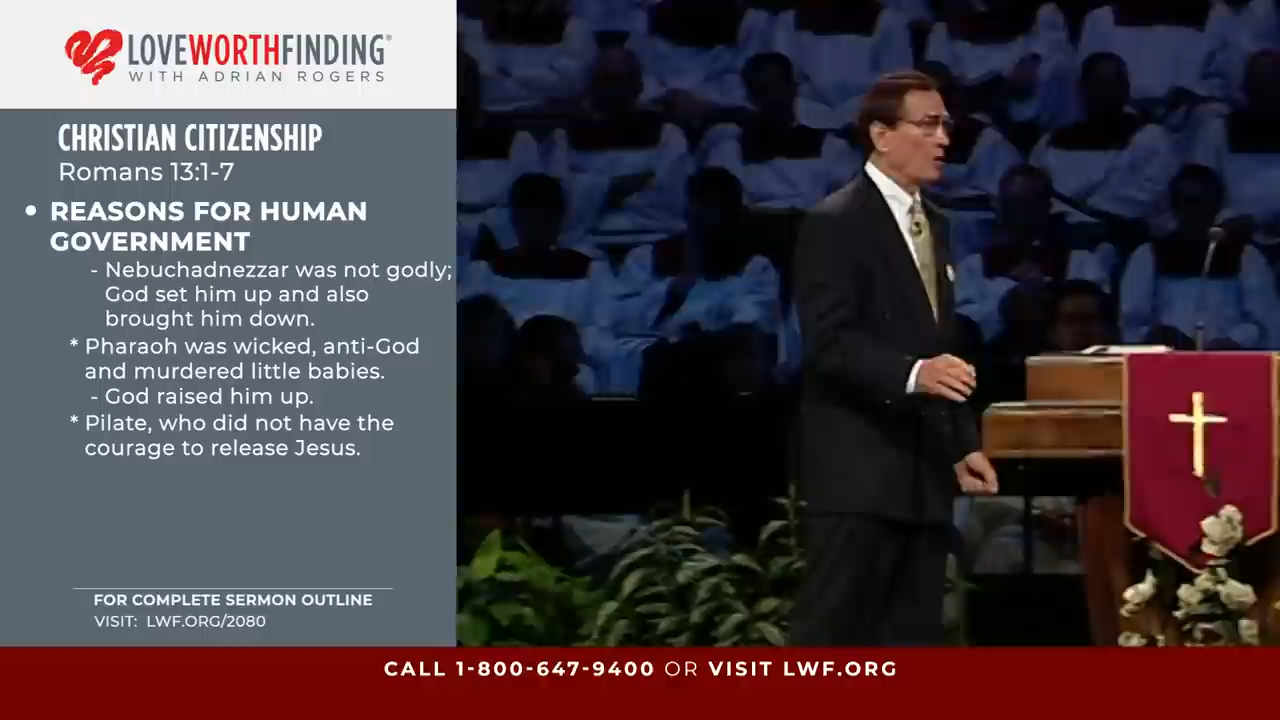 LOVEWORTHFINDING®
WITH ADRIAN ROGERS
CHRISTIAN CITIZENSHIP
Romans 13:1-7
• REASONS FOR HUMAN
GOVERNMENT
- Nebuchadnezzar was not godly;
God set him up and also
brought him down.
* Pharaoh was wicked, anti-God
and murdered little babies.
- God raised him up.
* Pilate, who did not have the
courage to release Jesus.
FOR COMPLETE SERMON OUTLINE
VISIT: LWF.ORG/2080
CALL 1-800-647-9400 OR VISIT LWF.ORG